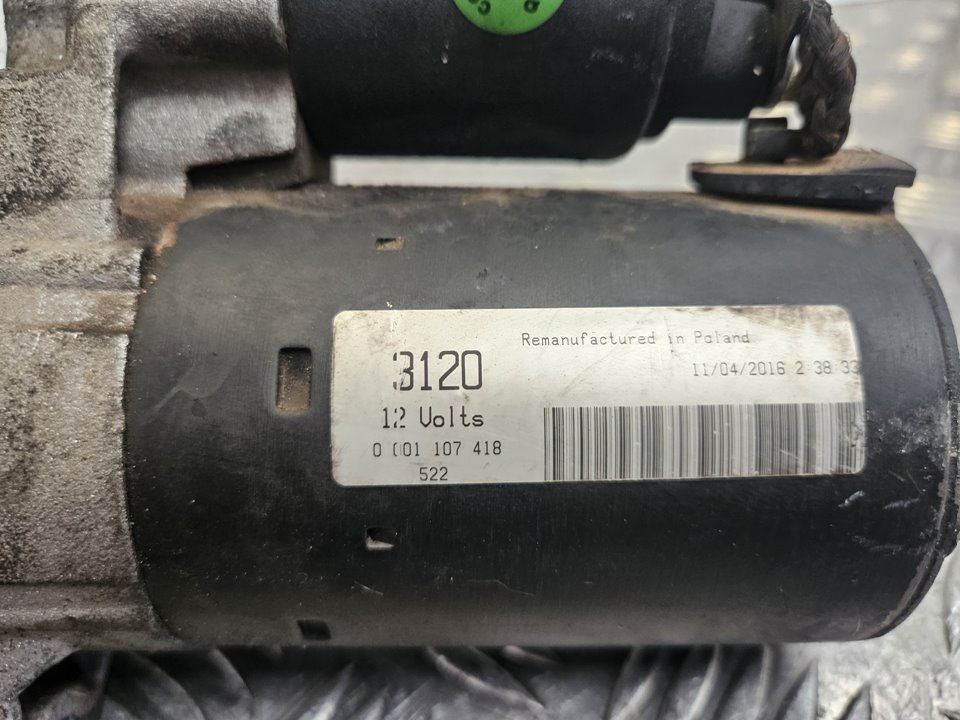 Remanufactured in Poland
3120
11/04/2016 2 38 33
12 Volts
0 001 107 418
522